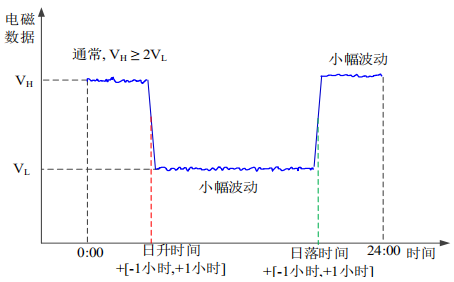 电磁
数据
通常, VH ≥ 2VL
小幅波动
VH
VL
小幅波动
0:00
日升时间
+[-1小时,+1小时]
日落时间
+[-1小时,+1小时]
24:00
时间